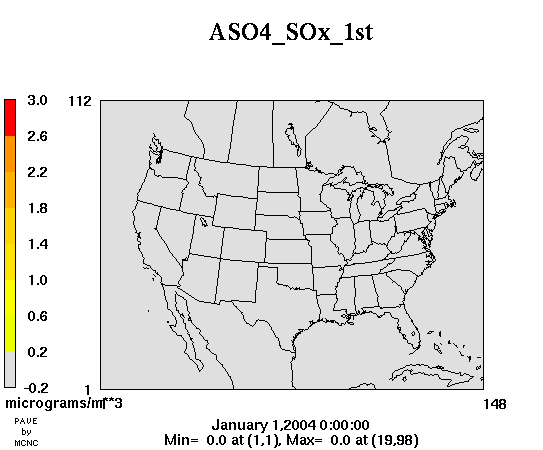 ASO4_SOx_1st
3.0
2.6
2.2
1.8
1.4
1.0
0.6
0.2
-0.2
112
1
148
micrograms/m**3
PAVE
by
MCNC
January 1,2004 0:00:00
Min= 0.0 at (1,1), Max= 0.0 at (19,98)